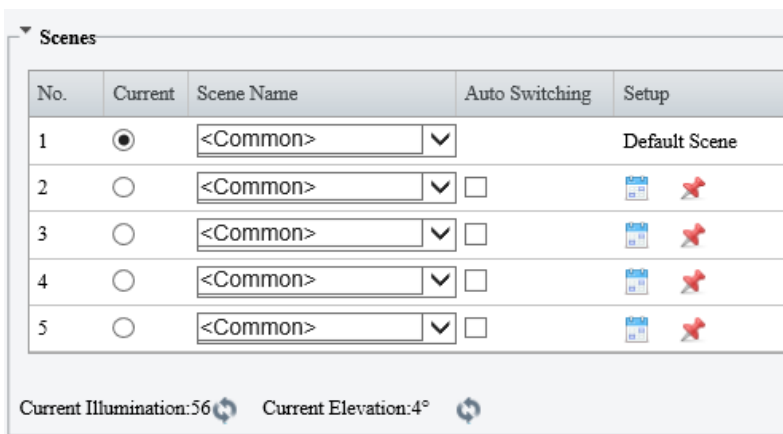 Scenes
No. Current Scene Name Auto Switching Setup
1 <Common> Default Scene
2 <Common>
3 <Common>
4 <Common>
5 <Common>
Current Illumination:56 Current Elevation:4°